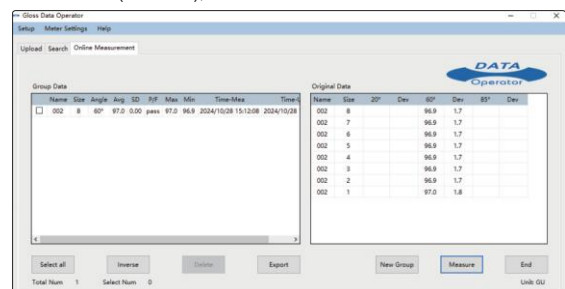 Gloss Data Operator
Setup Meter Settings Help
Upload Search Online Measurement
DATA
Operator
Group Data
Name Size Angle Avg SD P/F Max Min Time-Mea Time-
002 8 60° 97.0 0.00 pass 97.0 96.9 2024/10/28 15:12:08 2024/10/28
Original Data
Name Size 20° Dev 60° Dev 85° Dev
002 8 96.9 1.7
002 7 96.9 1.7
002 6 96.9 1.7
002 5 96.9 1.7
002 4 96.9 1.7
002 3 96.9 1.7
002 2 96.9 1.7
002 1 97.0 1.8
Select all Inverse Delete Export New Group Measure End
Total Num 1 Select Num 0 Unit: GU